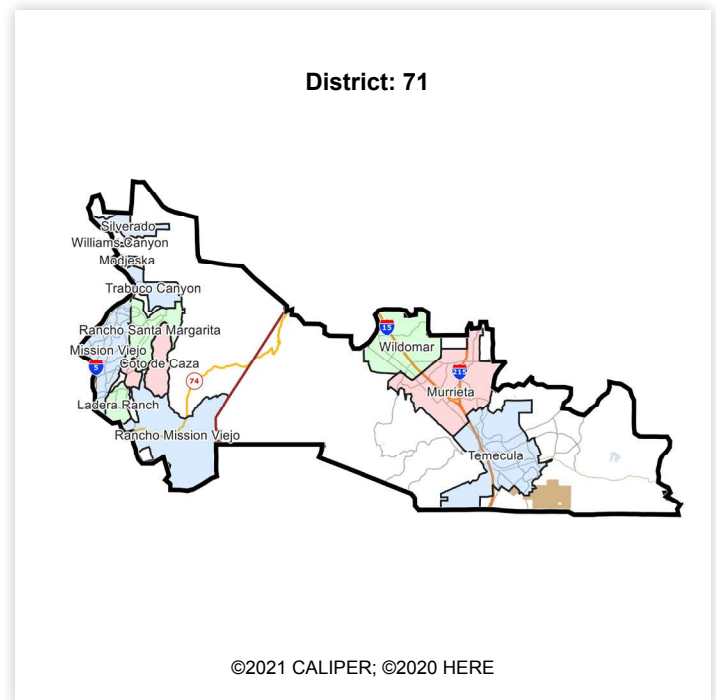 District: 71
Silverado
Williams Canyon
Modjeska
Trabuco Canyon
Rancho Santa Margarita
15
Wildomar
Mission Viejo
Coto de Caza
5
215
74
Murrieta
Ladera Ranch
Rancho Mission Viejo
Temecula
©2021 CALIPER; ©2020 HERE